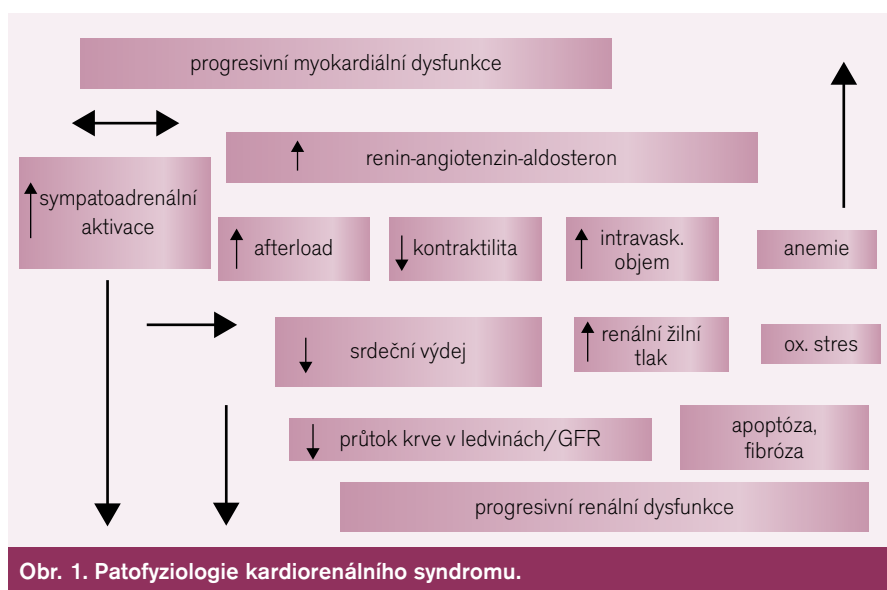 progresivní myokardiální dysfunkce
renin-angiotenzin-aldosteron
sympatoadrenální
aktivace
afterload
kontraktilita
intravask.
objem
anemie
srdeční výdej
renální žilní
tlak
ox. stres
průtok krve v ledvinách/GFR
apoptóza,
fibróza
progresivní renální dysfunkce
Obr. 1. Patofyziologie kardiorenálního syndromu.